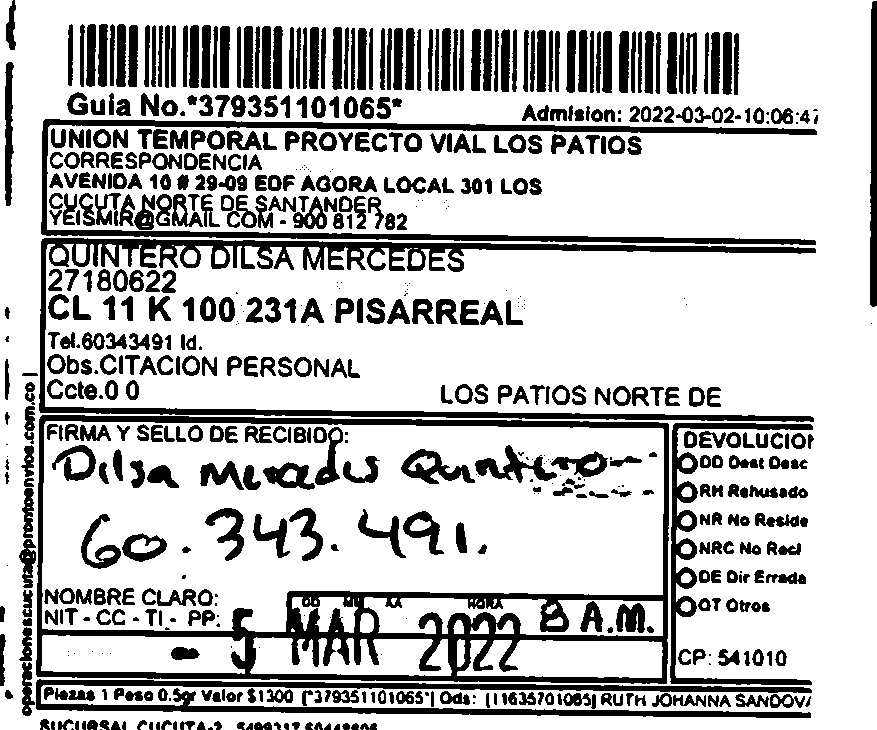 Guia No.*379351101065*
Admision: 2022-03-02-10:06:47
UNION TEMPORAL PROYECTO VIAL LOS PATIOS
CORRESPONDENCIA
AVENIDA 10 # 29-09 EDF AGORA LOCAL 301 LOS
CUCUTA NORTE DE SANTANDER
YEISMIR@GMAIL COM - 900 812 782
QUINTERO DILSA MERCEDES
27180622
CL 11 K 100 231A PISARREAL
Tel.60343491 Id.
Obs.CITACION PERSONAL
Ccte.0 0
LOS PATIOS NORTE DE
operacionescucuta@prontoenvios.com.co |
FIRMA Y SELLO DE RECIBIDO:
Dilsa Mercedes Quintero
60.343.491.
NOMBRE CLARO:
NIT - CC - TI - PP:
DD MM AA HORA
- 5 MAR 2022 8 A.M.
DEVOLUCION
DD Dest Desc
RH Rehusado
NR No Reside
NRC No Recl
DE Dir Errada
OT Otros
CP: 541010
Piezas 1 Peso 0.5gr Valor $1300 [*379351101065*] Ods: [11635701065] RUTH JOHANNA SANDOVA
SUCURSAL CUCUTA-2